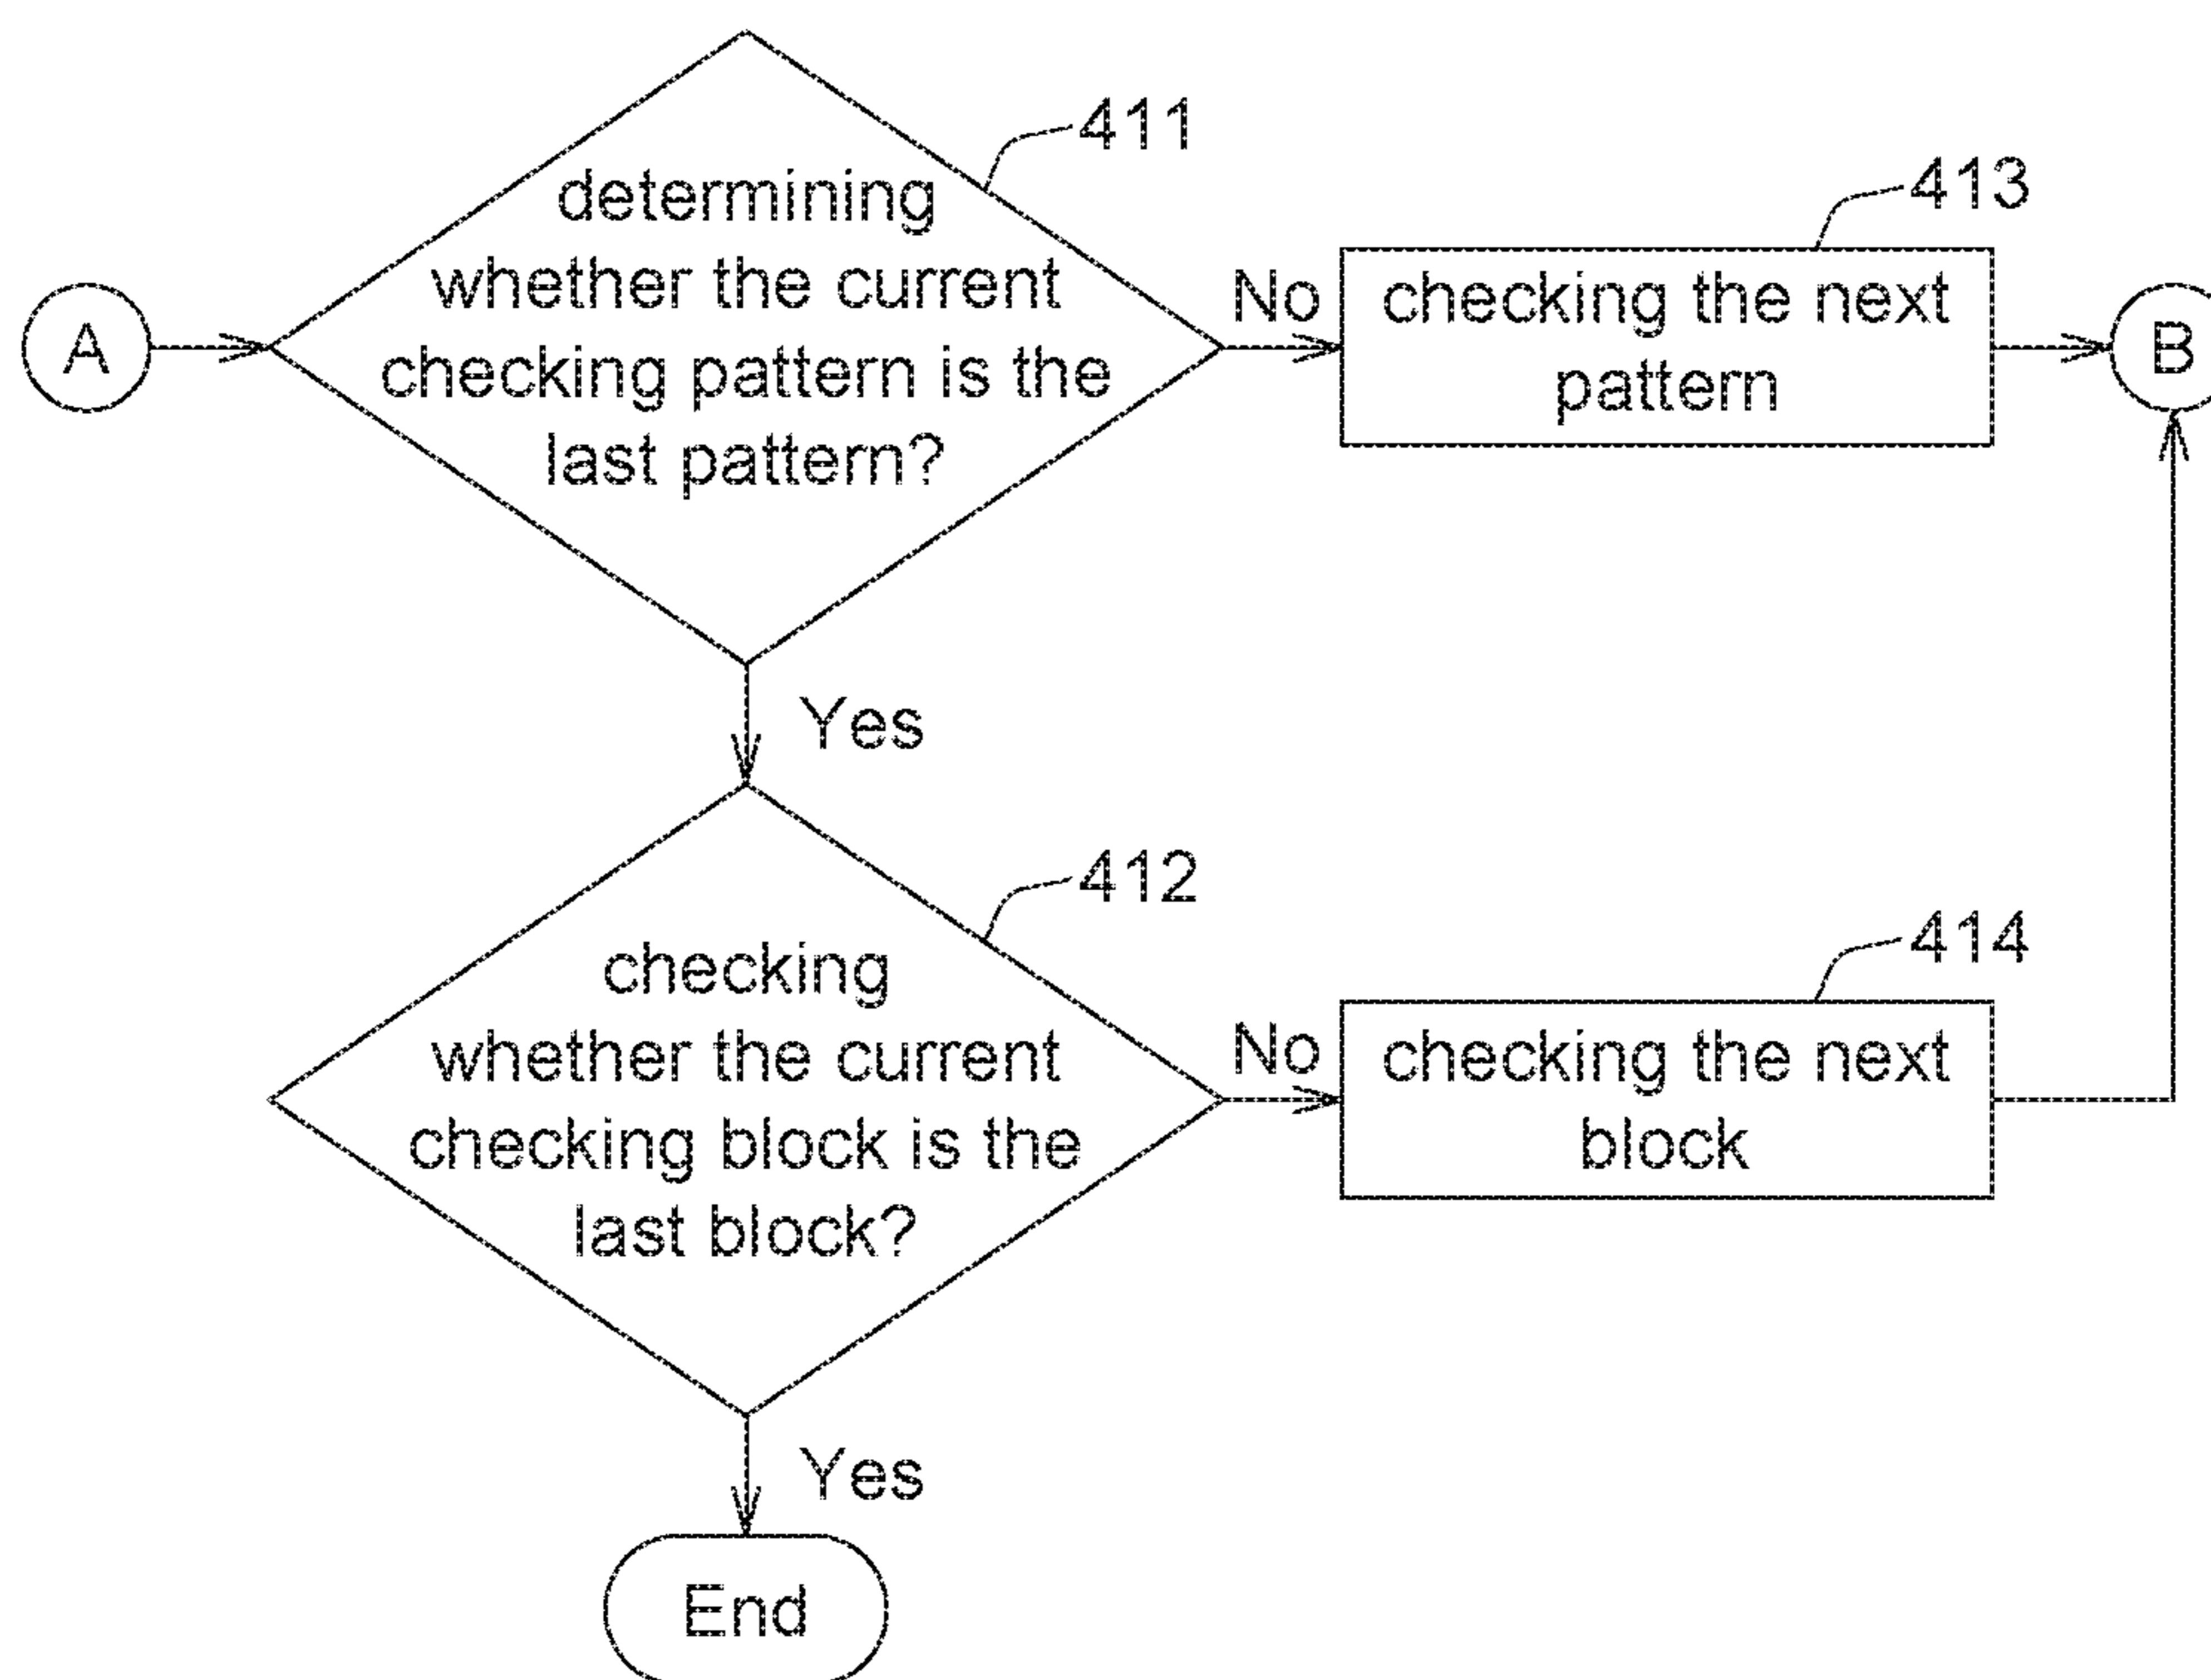 411
determining
whether the current
checking pattern is the
last pattern?
A
No
413
checking the next
pattern
B
Yes
412
checking
whether the current
checking block is the
last block?
No
414
checking the next
block
Yes
End